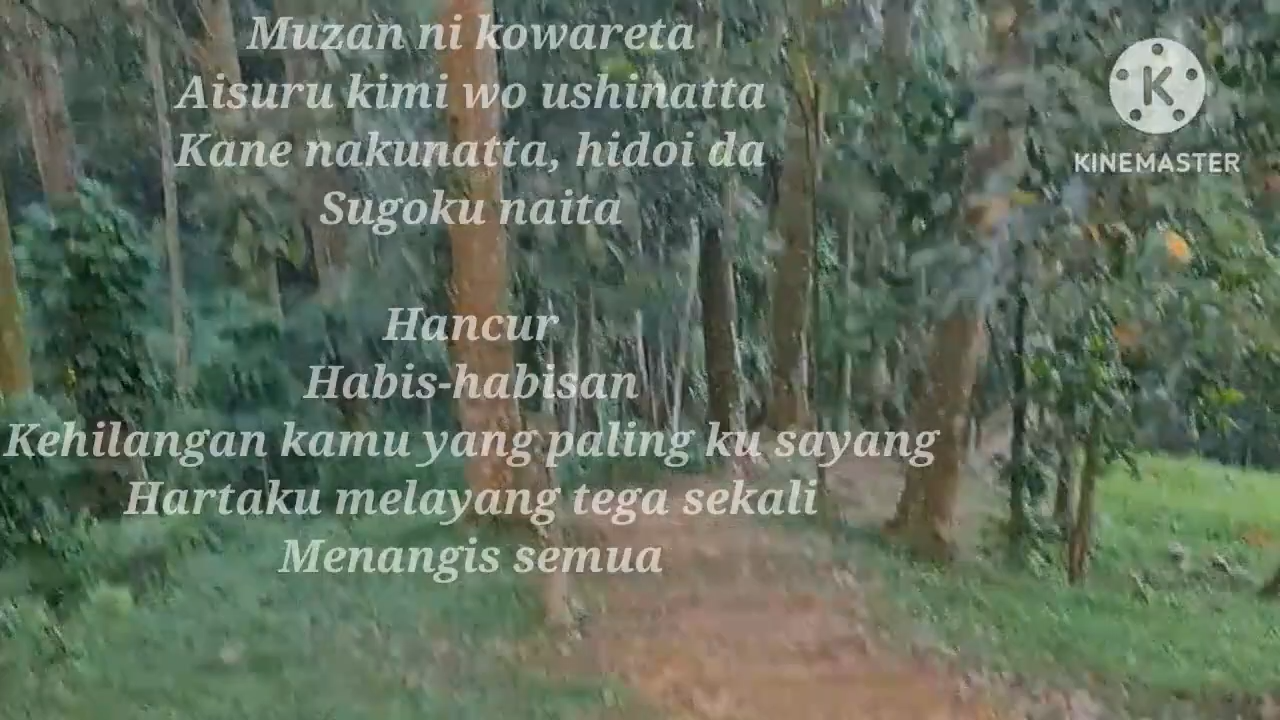 Muzan ni kowareta
Aisuru kimi wo ushinatta
Kane nakunatta, hidoi da
Sugoku naita
Hancur
Habis-habisan
Kehilangan kamu yang paling ku sayang
Hartaku melayang tega sekali
Menangis semua
K
KINEMASTER